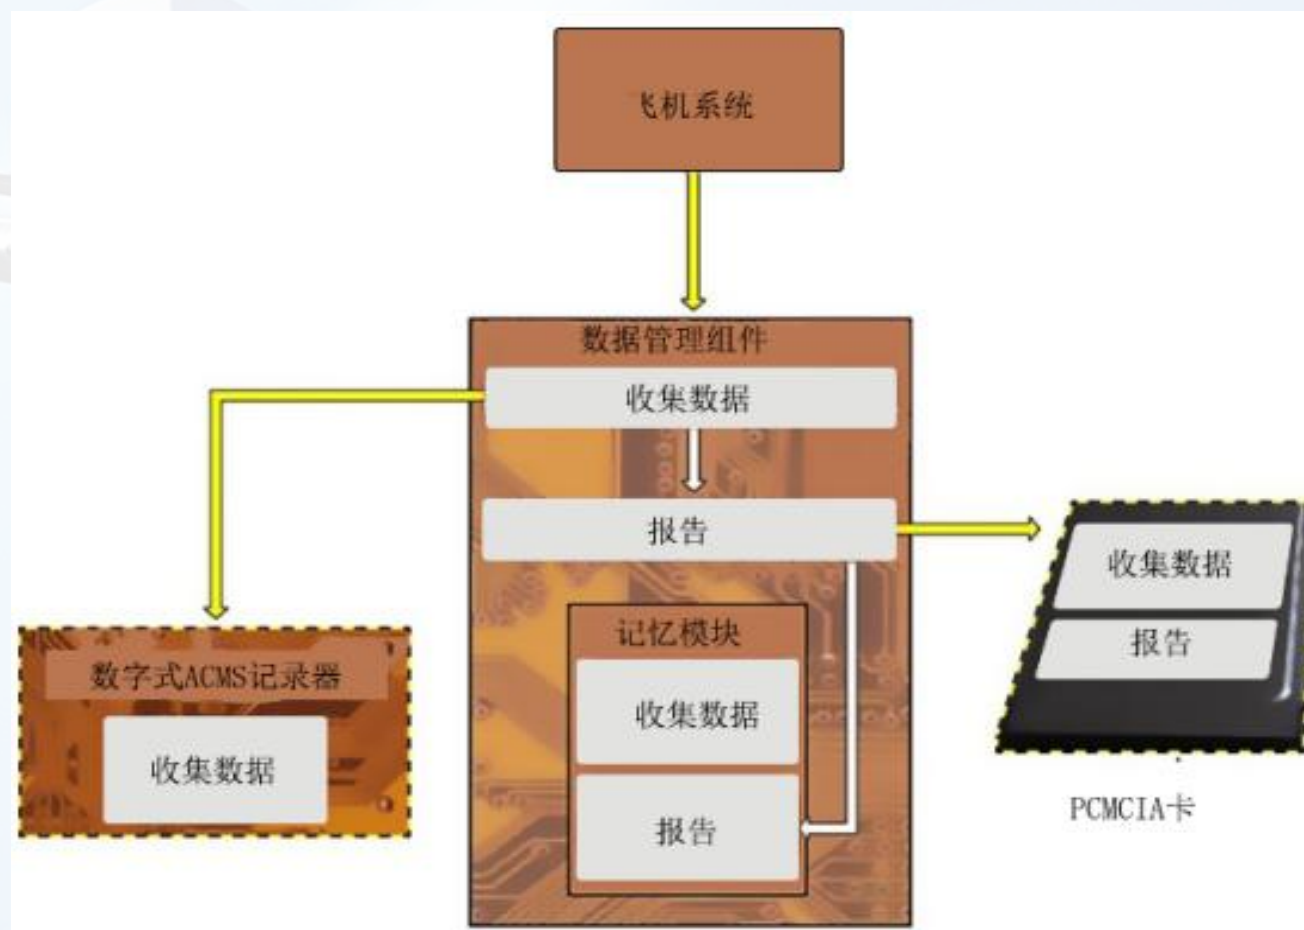 飞机系统
数据管理组件
收集数据
报告
记忆模块
收集数据
报告
数字式ACMS记录器
收集数据
收集数据
报告
PCMCIA卡